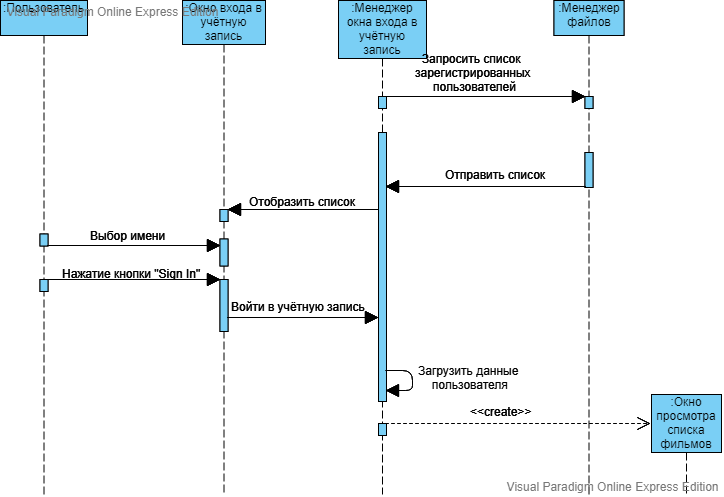 :Пользователь
Visual Paradigm Online Express Edition
:Окно входа в
учётную
запись
:Менеджер
окна входа в
учётную
запись
:Менеджер
файлов
Запросить список
зарегистрированных
пользователей
Отправить список
Отобразить список
Выбор имени
Нажатие кнопки "Sign In"
Войти в учётную запись
Загрузить данные
пользователя
<<create>>
:Окно
просмотра
списка
фильмов
Visual Paradigm Online Express Edition